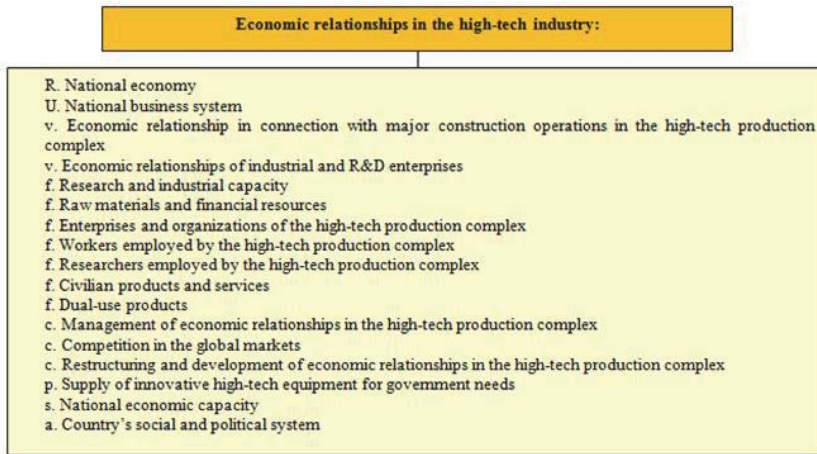 Economic relationships in the high-tech industry:
R. National economy
U. National business system
v. Economic relationship in connection with major construction operations in the high-tech production
complex
v. Economic relationships of industrial and R&D enterprises
f. Research and industrial capacity
f. Raw materials and financial resources
f. Enterprises and organizations of the high-tech production complex
f. Workers employed by the high-tech production complex
f. Researchers employed by the high-tech production complex
f. Civilian products and services
f. Dual-use products
c. Management of economic relationships in the high-tech production complex
c. Competition in the global markets
c. Restructuring and development of economic relationships in the high-tech production complex
p. Supply of innovative high-tech equipment for government needs
s. National economic capacity
a. Country's social and political system